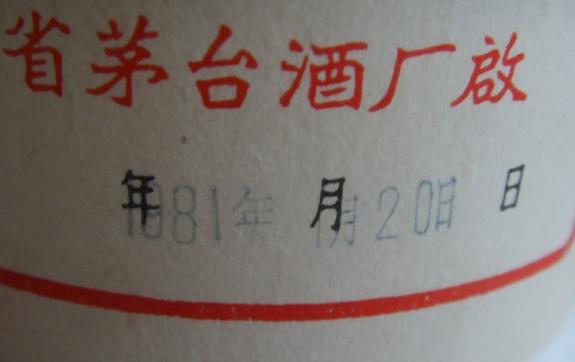 省茅台酒厂啟
年 月 日
1981年 月20日